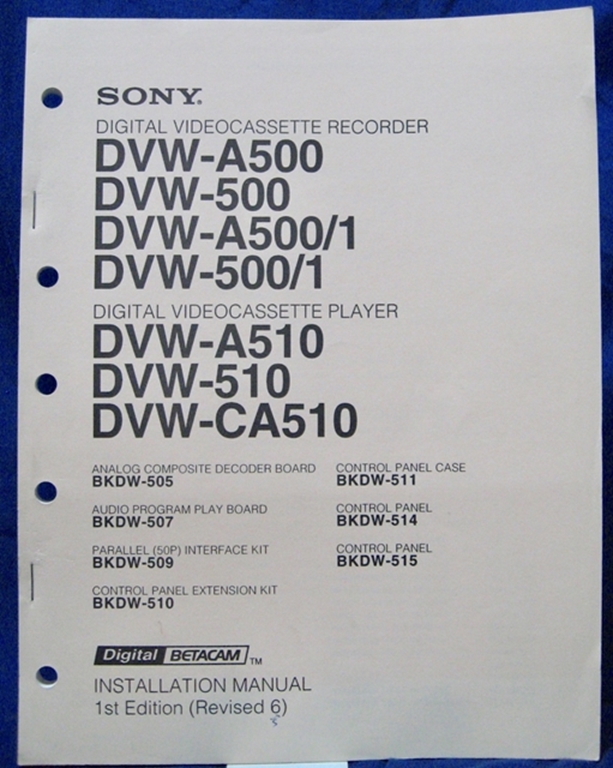 SONY®
DIGITAL VIDEOCASSETTE RECORDER
DVW-A500
DVW-500
DVW-A500/1
DVW-500/1
DIGITAL VIDEOCASSETTE PLAYER
DVW-A510
DVW-510
DVW-CA510
ANALOG COMPOSITE DECODER BOARD
BKDW-505
AUDIO PROGRAM PLAY BOARD
BKDW-507
PARALLEL (50P) INTERFACE KIT
BKDW-509
CONTROL PANEL EXTENSION KIT
BKDW-510
CONTROL PANEL CASE
BKDW-511
CONTROL PANEL
BKDW-514
CONTROL PANEL
BKDW-515
Digital BETACAM TM
INSTALLATION MANUAL
1st Edition (Revised 6)